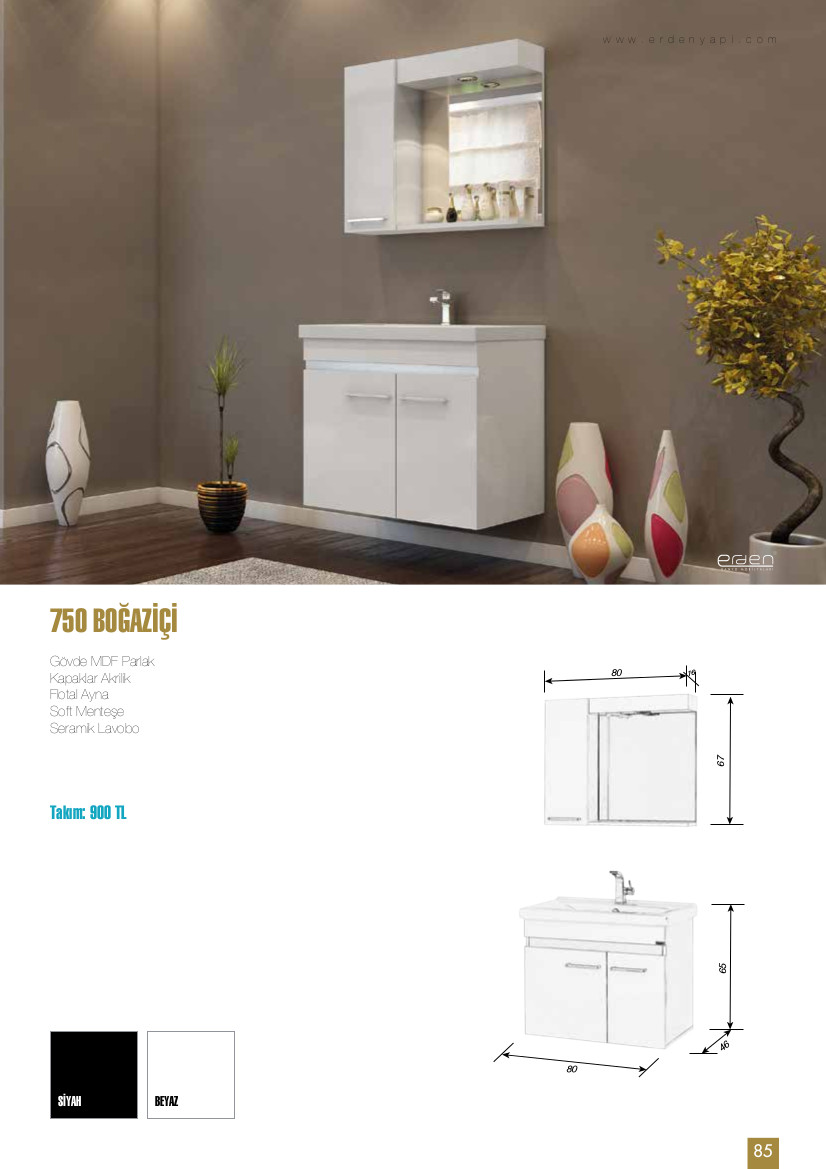 www.erdenyapi.com
erden
750 BOĞAZİÇİ
Gövde MDF Parlak
Kapaklar Akrilik
Flotal Ayna
Soft Menteşe
Seramik Lavobo
Takım: 900 TL
80
16
67
65
46
80
SİYAH
BEYAZ
85